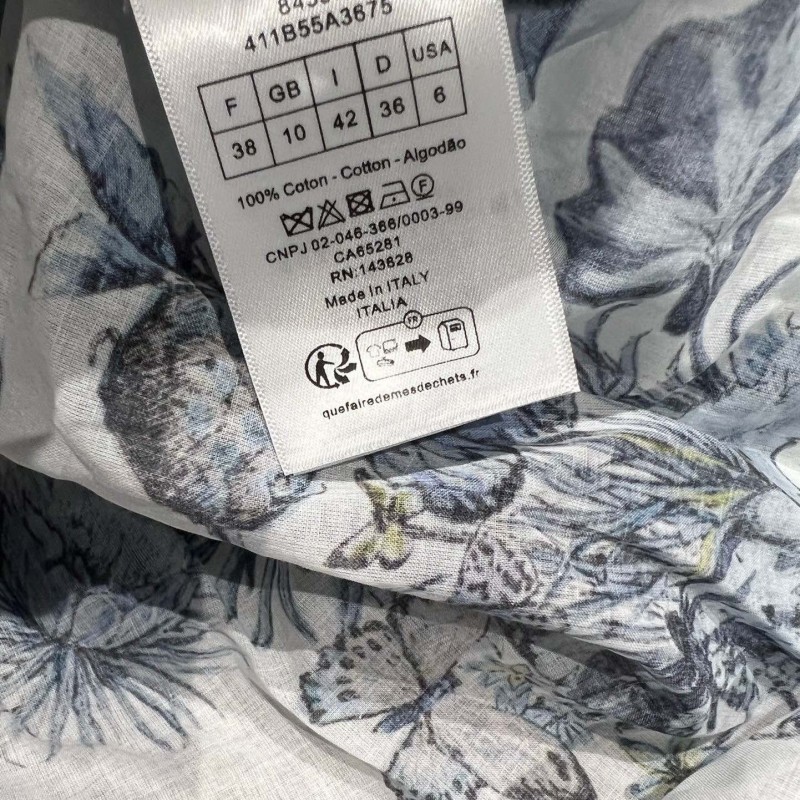 411B55A3675
F GB I D USA
38 10 42 36 6
100% Coton - Cotton - Algodão
F
CNPJ 02-046-366/0003-99
CA65281
RN:143628
Made in ITALY
ITALIA
FR
quefairedemesdechets.fr